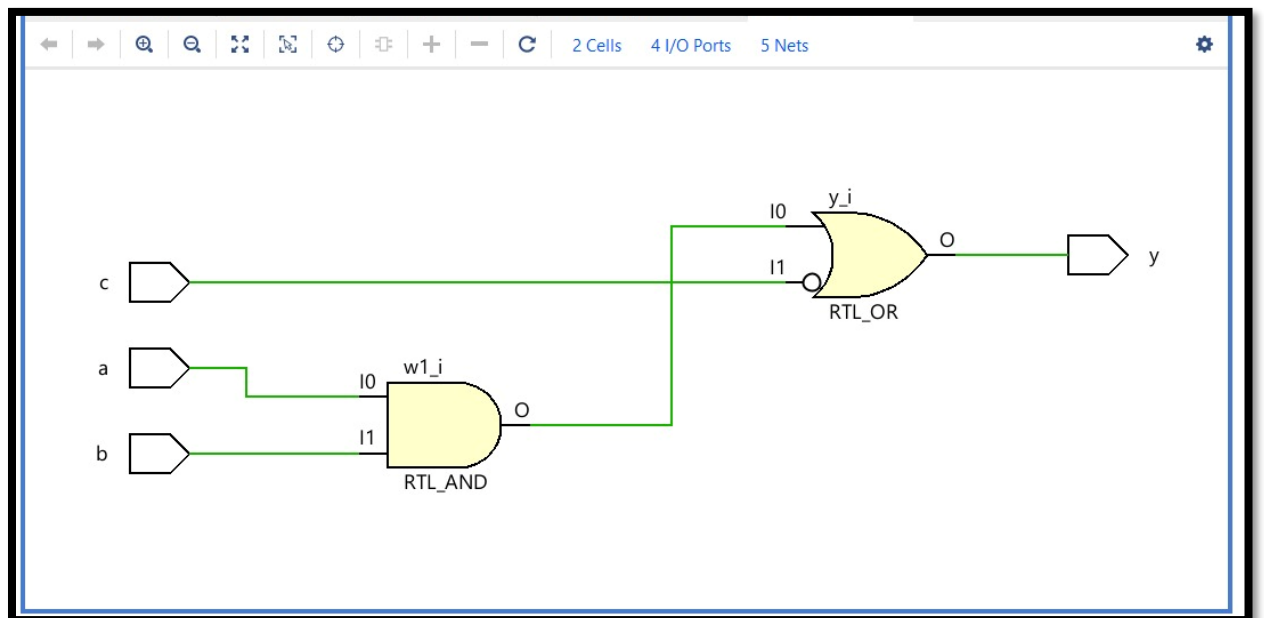 2 Cells 4 I/O Ports 5 Nets
y_i
I0
O
y
I1
c
RTL_OR
w1_i
a
I0
O
I1
b
RTL_AND